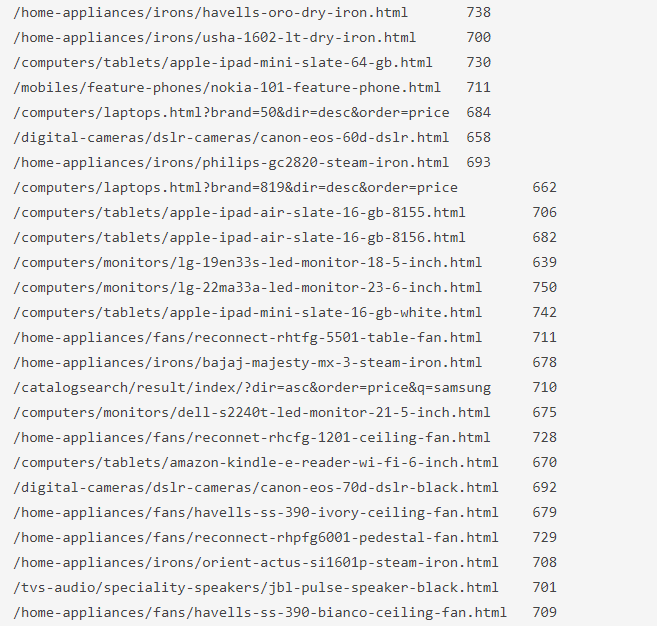 /home-appliances/irons/havells-oro-dry-iron.html 738
/home-appliances/irons/usha-1602-lt-dry-iron.html 700
/computers/tablets/apple-ipad-mini-slate-64-gb.html 730
/mobiles/feature-phones/nokia-101-feature-phone.html 711
/computers/laptops.html?brand=50&dir=desc&order=price 684
/digital-cameras/dslr-cameras/canon-eos-60d-dslr.html 658
/home-appliances/irons/philips-gc2820-steam-iron.html 693
/computers/laptops.html?brand=819&dir=desc&order=price 662
/computers/tablets/apple-ipad-air-slate-16-gb-8155.html 706
/computers/tablets/apple-ipad-air-slate-16-gb-8156.html 682
/computers/monitors/lg-19en33s-led-monitor-18-5-inch.html 639
/computers/monitors/lg-22ma33a-led-monitor-23-6-inch.html 750
/computers/tablets/apple-ipad-mini-slate-16-gb-white.html 742
/home-appliances/fans/reconnect-rhtfg-5501-table-fan.html 711
/home-appliances/irons/bajaj-majesty-mx-3-steam-iron.html 678
/catalogsearch/result/index/?dir=asc&order=price&q=samsung 710
/computers/monitors/dell-s2240t-led-monitor-21-5-inch.html 675
/home-appliances/fans/reconnet-rhcfg-1201-ceiling-fan.html 728
/computers/tablets/amazon-kindle-e-reader-wi-fi-6-inch.html 670
/digital-cameras/dslr-cameras/canon-eos-70d-dslr-black.html 692
/home-appliances/fans/havells-ss-390-ivory-ceiling-fan.html 679
/home-appliances/fans/reconnect-rhpfg6001-pedestal-fan.html 729
/home-appliances/irons/orient-actus-si1601p-steam-iron.html 708
/tvs-audio/speciality-speakers/jbl-pulse-speaker-black.html 701
/home-appliances/fans/havells-ss-390-bianco-ceiling-fan.html 709